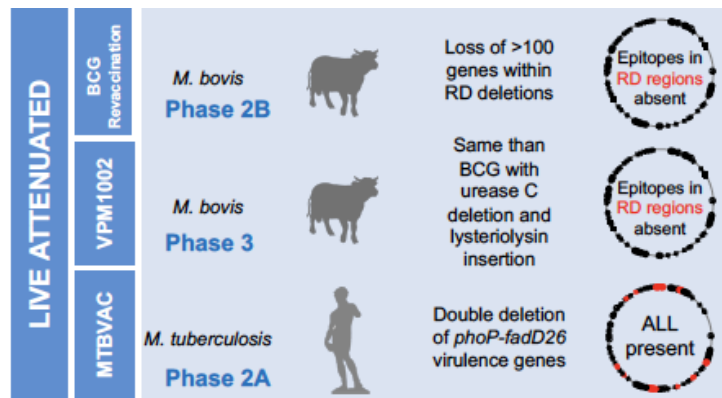 LIVE ATTENUATED
BCG
Revaccination
M. bovis
Phase 2B
Loss of >100
genes within
RD deletions
Epitopes in
RD regions
absent
VPM1002
M. bovis
Phase 3
Same than
BCG with
urease C
deletion and
lysteriolysin
insertion
Epitopes in
RD regions
absent
MTBVAC
M. tuberculosis
Phase 2A
Double deletion
of phoP-fadD26
virulence genes
ALL
present